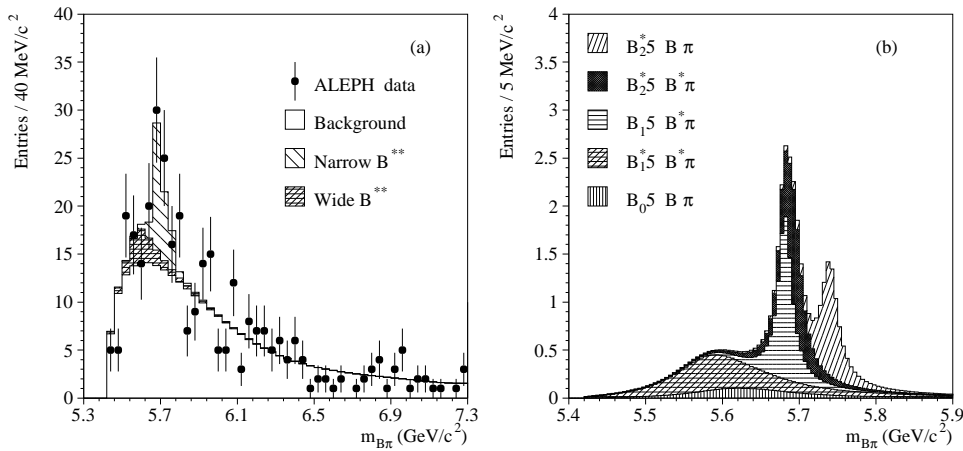 Entries / 40 MeV/c²
40
35
30
25
20
15
10
5
0
(a)
ALEPH data
Background
Narrow B**
Wide B**
5.3
5.7
6.1
6.5
6.9
7.3
m_Bπ (GeV/c²)
Entries / 5 MeV/c²
4
3.5
3
2.5
2
1.5
1
0.5
0
(b)
B₂*5 B π
B₂*5 B*π
B₁5 B*π
B₁*5 B*π
B₀5 B π
5.4
5.5
5.6
5.7
5.8
5.9
m_Bπ (GeV/c²)